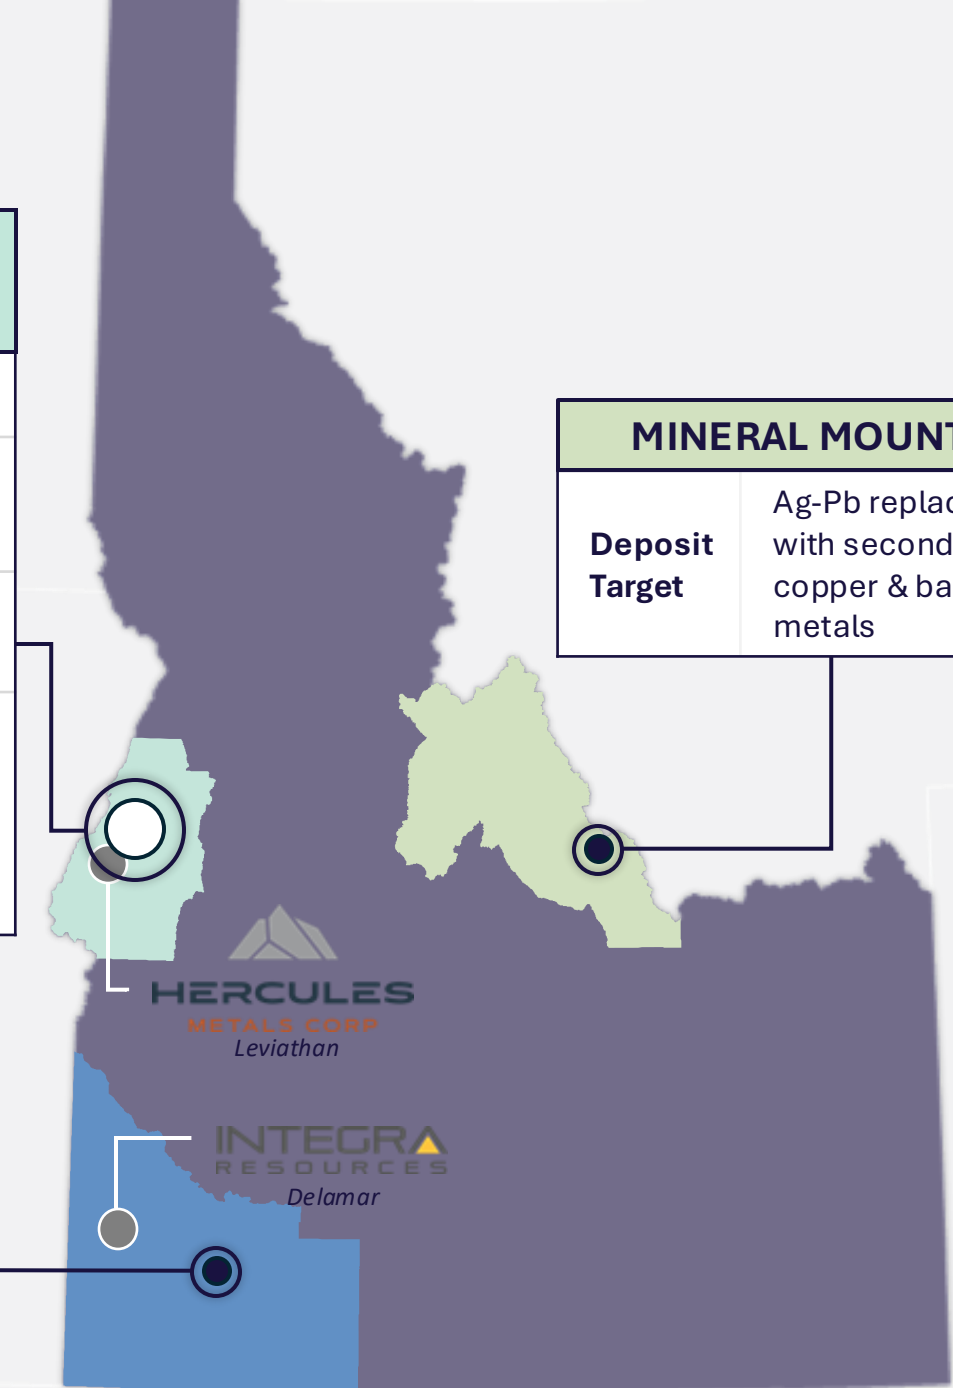 MINERAL MOUNT
Deposit
Target
Ag-Pb replac
with second
copper & ba
metals
HERCULES
METALS CORP
Leviathan
INTEGRA
RESOURCES
Delamar